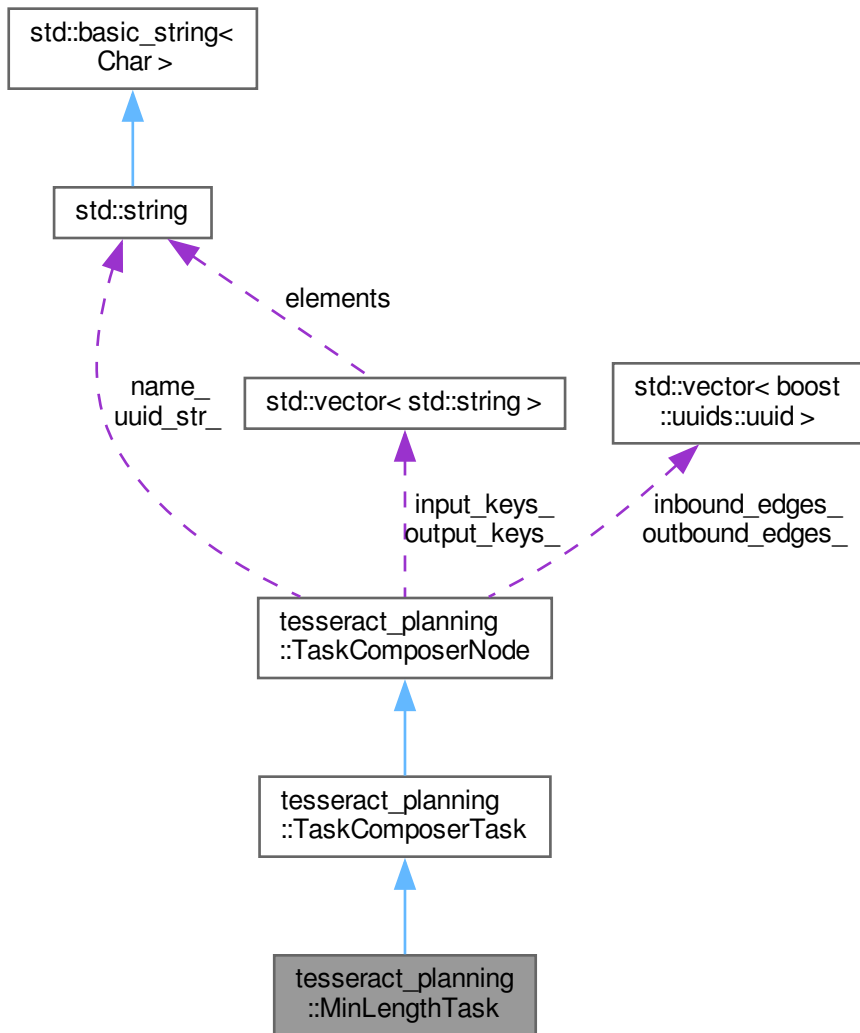 std::basic_string<
Char >
std::string
elements
name_
uuid_str_
std::vector< std::string >
std::vector< boost
::uuids::uuid >
input_keys_
output_keys_
inbound_edges_
outbound_edges_
tesseract_planning
::TaskComposerNode
tesseract_planning
::TaskComposerTask
tesseract_planning
::MinLengthTask